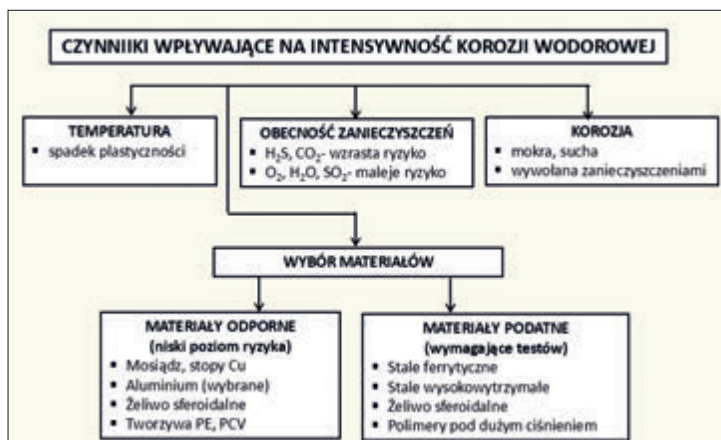 CZYNNIKI WPŁYWAJĄCE NA INTENSYWNOŚĆ KOROZJI WODOROWEJ
TEMPERATURA
▪ spadek plastyczności
OBECNOŚĆ ZANIECZYSZCZEŃ
▪ H₂S, CO₂- wzrasta ryzyko
▪ O₂, H₂O, SO₂- maleje ryzyko
KOROZJA
▪ mokra, sucha
▪ wywołana zanieczyszczeniami
WYBÓR MATERIAŁÓW
MATERIAŁY ODPORNE
(niski poziom ryzyka)
▪ Mosiądz, stopy Cu
▪ Aluminium (wybrane)
▪ Żeliwo sferoidalne
▪ Tworzywa PE, PCV
MATERIAŁY PODATNE
(wymagające testów)
▪ Stale ferrytyczne
▪ Stale wysokowytrzymałe
▪ Żeliwo sferoidalne
▪ Polimery pod dużym ciśnieniem